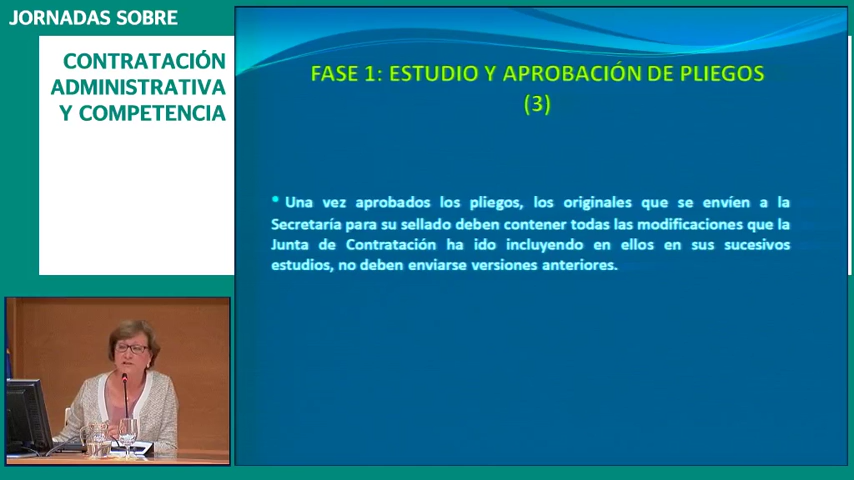 JORNADAS SOBRE
CONTRATACIÓN
ADMINISTRATIVA
Y COMPETENCIA
FASE 1: ESTUDIO Y APROBACIÓN DE PLIEGOS
(3)
• Una vez aprobados los pliegos, los originales que se envíen a la
Secretaría para su sellado deben contener todas las modificaciones que la
Junta de Contratación ha ido incluyendo en ellos en sus sucesivos
estudios, no deben enviarse versiones anteriores.